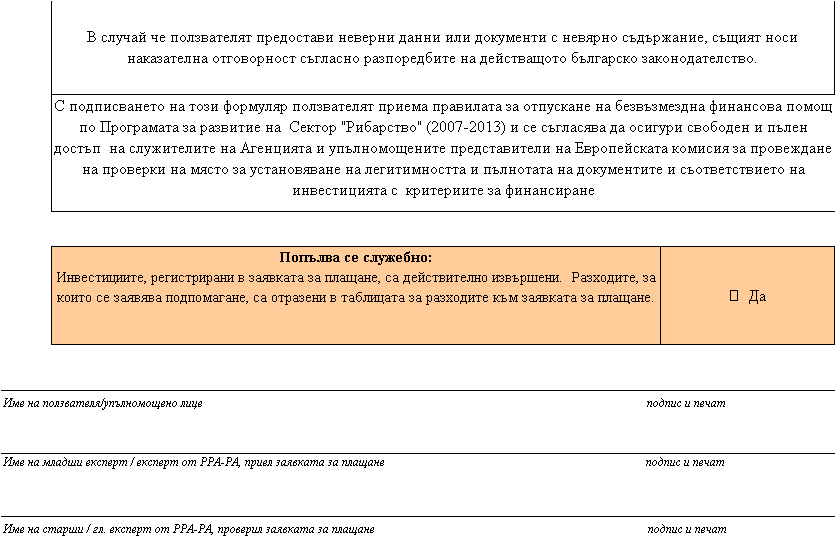 В случай че ползвателят предостави неверни данни или документи с невярно съдържание, същият носи
наказателна отговорност съгласно разпоредбите на действащото българско законодателство.
С подписването на този формуляр ползвателят приема правилата за отпускане на безвъзмездна финансова помощ
по Програмата за развитие на Сектор "Рибарство" (2007-2013) и се съгласява да осигури свободен и пълен
достъп на служителите на Агенцията и упълномощените представители на Европейската комисия за провеждане
на проверки на място за установяване на легитимността и пълнотата на документите и съответствието на
инвестицията с критериите за финансиране
Попълва се служебно:
Инвестициите, регистрирани в заявката за плащане, са действително извършени. Разходите, за
които се заявява подпомагане, са отразени в таблицата за разходите към заявката за плащане.
☐ Да
Име на ползвателя/упълномощено лице подпис и печат
Име на младши експерт / експерт от РРА-РА, приел заявката за плащане подпис и печат
Име на старши / гл. експерт от РРА-РА, проверил заявката за плащане подпис и печат